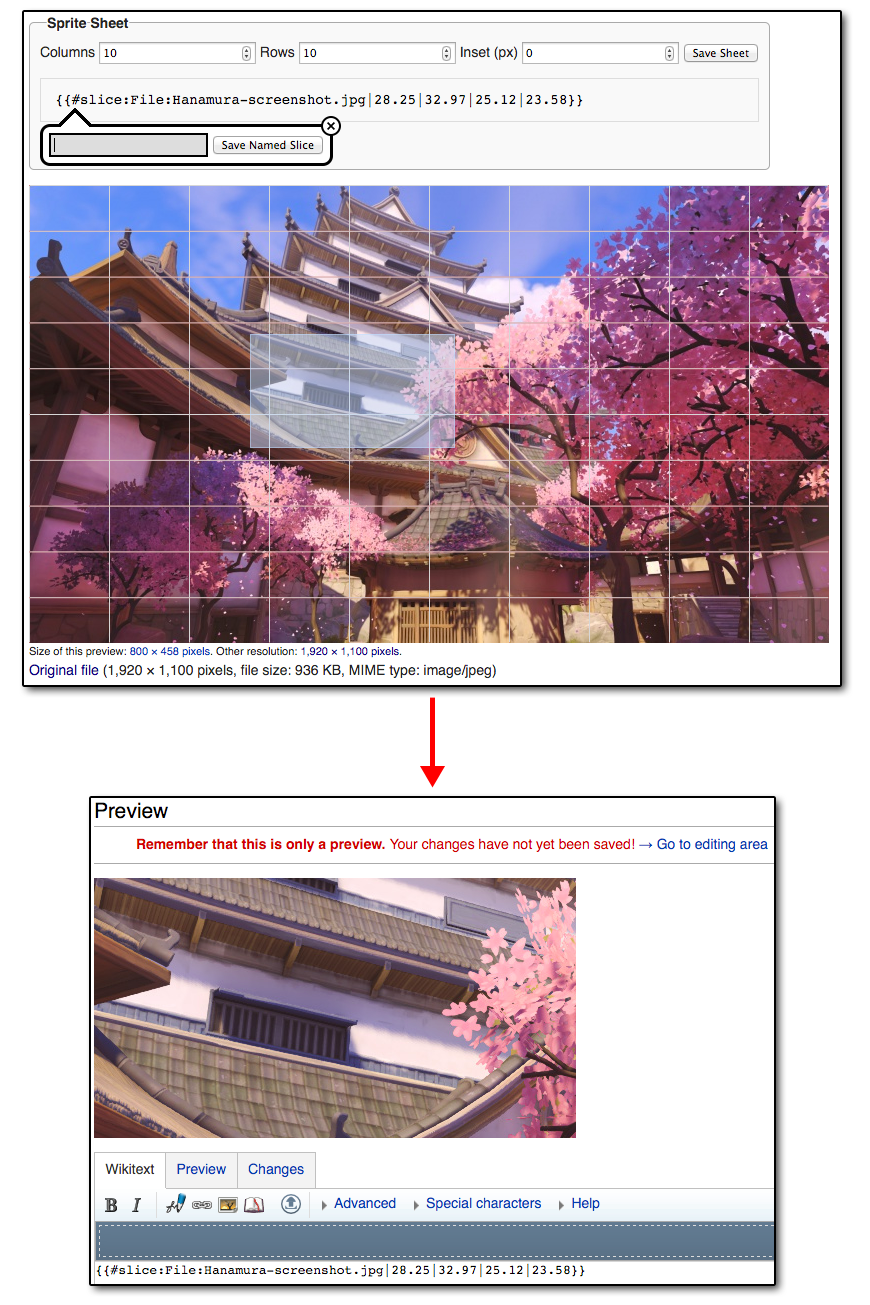 Sprite Sheet
Columns 10 Rows 10 Inset (px) 0 Save Sheet
{{#slice:File:Hanamura-screenshot.jpg|28.25|32.97|25.12|23.58}}
Save Named Slice
Size of this preview: 800 × 458 pixels. Other resolution: 1,920 × 1,100 pixels.
Original file (1,920 × 1,100 pixels, file size: 936 KB, MIME type: image/jpeg)
Preview
Remember that this is only a preview. Your changes have not yet been saved! → Go to editing area
Wikitext Preview Changes
B I Advanced Special characters Help
{{#slice:File:Hanamura-screenshot.jpg|28.25|32.97|25.12|23.58}}